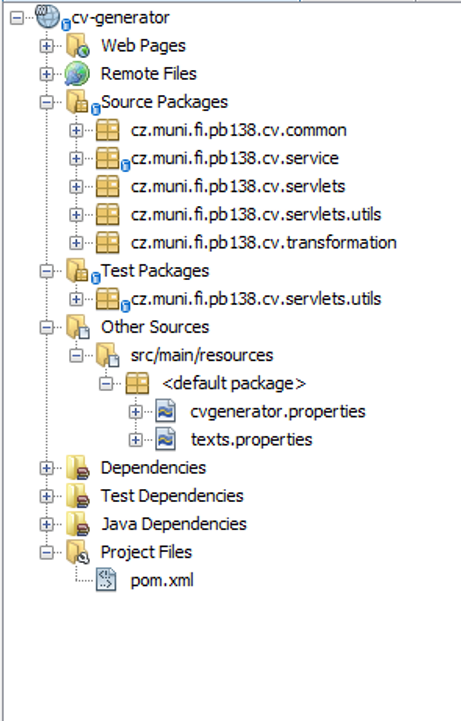 cv-generator
Web Pages
Remote Files
Source Packages
cz.muni.fi.pb138.cv.common
cz.muni.fi.pb138.cv.service
cz.muni.fi.pb138.cv.servlets
cz.muni.fi.pb138.cv.servlets.utils
cz.muni.fi.pb138.cv.transformation
Test Packages
cz.muni.fi.pb138.cv.servlets.utils
Other Sources
src/main/resources
<default package>
cvgenerator.properties
texts.properties
Dependencies
Test Dependencies
Java Dependencies
Project Files
pom.xml